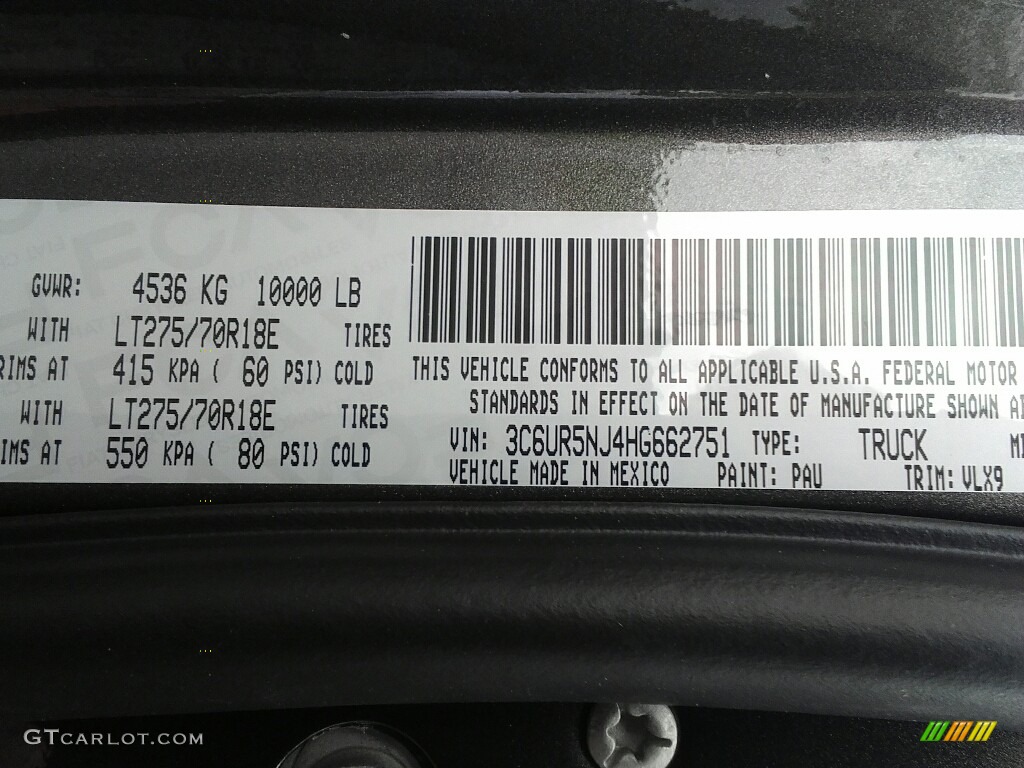 GVWR: 4536 KG 10000 LB
WITH LT275/70R18E TIRES
RIMS AT 415 KPA ( 60 PSI) COLD
WITH LT275/70R18E TIRES
IMS AT 550 KPA ( 80 PSI) COLD
THIS VEHICLE CONFORMS TO ALL APPLICABLE U.S.A. FEDERAL MOTOR
STANDARDS IN EFFECT ON THE DATE OF MANUFACTURE SHOWN
VIN: 3C6UR5NJ4HG662751 TYPE: TRUCK
VEHICLE MADE IN MEXICO PAINT: PAU TRIM: VLX9
GTCARLOT.COM